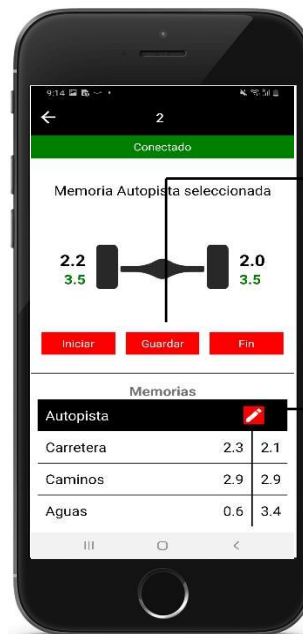 9:14
2
Conectado
Memoria Autopista seleccionada
2.2 2.0
3.5 3.5
Iniciar Guardar Fin
Memorias
Autopista
Carretera 2.3 2.1
Caminos 2.9 2.9
Aguas 0.6 3.4